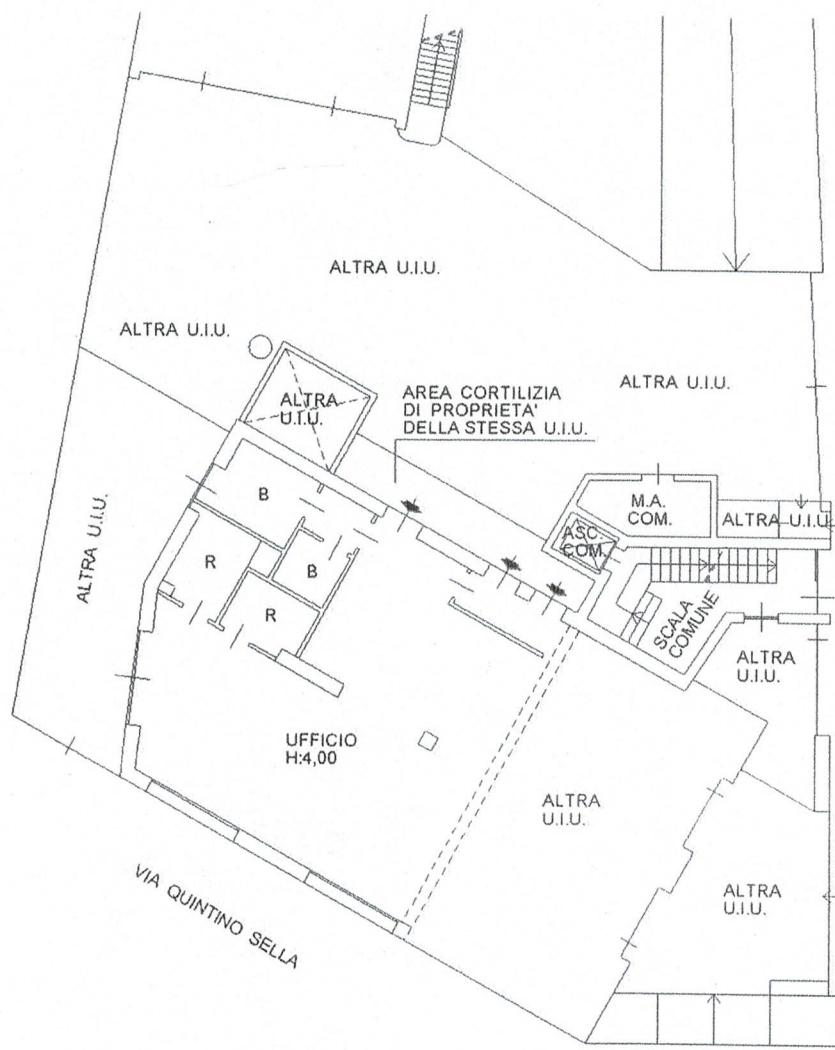 ALTRA U.I.U.
ALTRA U.I.U.
ALTRA U.I.U.
ALTRA
U.I.U.
AREA CORTILIZIA
DI PROPRIETA'
DELLA STESSA U.I.U.
ALTRA U.I.U.
B
M.A.
COM.
ALTRA U.I.U
ASC.
COM.
R
B
R
SCALA
COMUNE
ALTRA
U.I.U.
UFFICIO
H:4,00
ALTRA
U.I.U.
ALTRA
U.I.U.
VIA QUINTINO SELLA